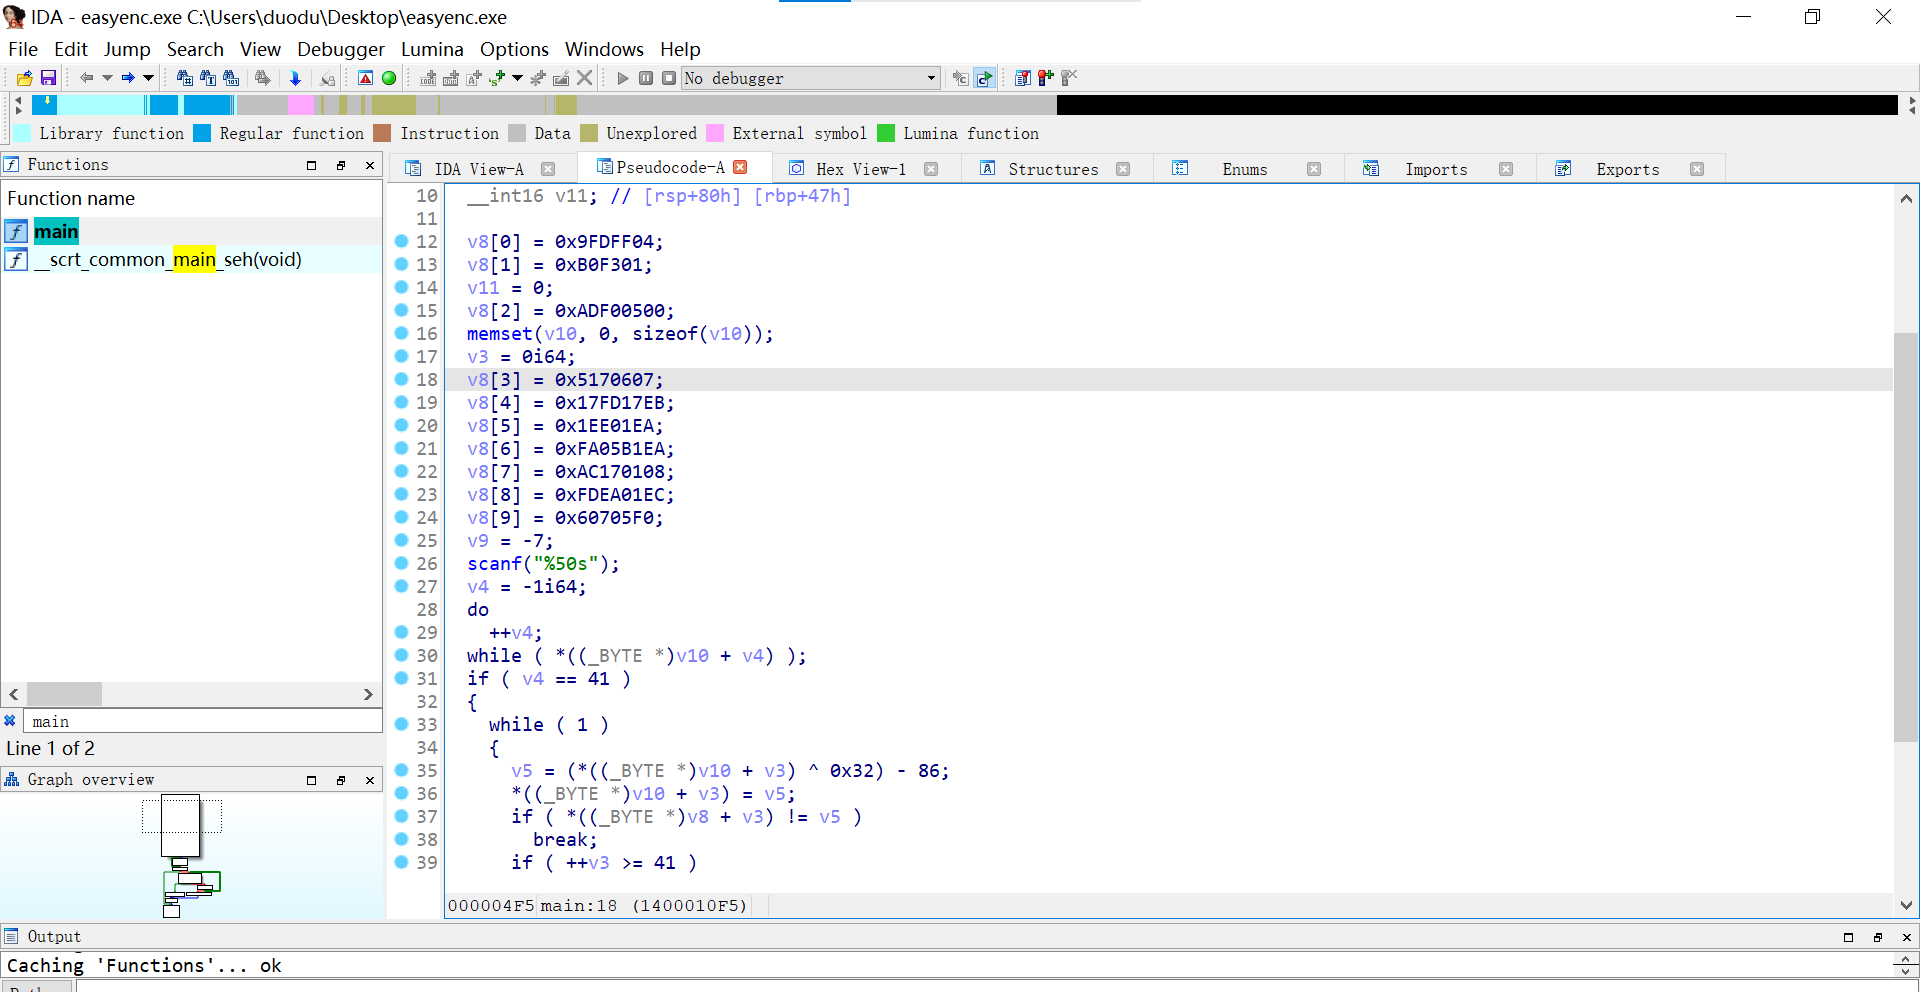 IDA - easyenc.exe C:\Users\duodu\Desktop\easyenc.exe
File Edit Jump Search View Debugger Lumina Options Windows Help
No debugger
Library function Regular function Instruction Data Unexplored External symbol Lumina function
Functions
Function name
main
__scrt_common_main_seh(void)
main
Line 1 of 2
Graph overview
IDA View-A Pseudocode-A Hex View-1 Structures Enums Imports Exports
10 __int16 v11; // [rsp+80h] [rbp+47h]
11
12 v8[0] = 0x9FDFF04;
13 v8[1] = 0xB0F301;
14 v11 = 0;
15 v8[2] = 0xADF00500;
16 memset(v10, 0, sizeof(v10));
17 v3 = 0i64;
18 v8[3] = 0x5170607;
19 v8[4] = 0x17FD17EB;
20 v8[5] = 0x1EE01EA;
21 v8[6] = 0xFA05B1EA;
22 v8[7] = 0xAC170108;
23 v8[8] = 0xFDEA01EC;
24 v8[9] = 0x60705F0;
25 v9 = -7;
26 scanf("%50s");
27 v4 = -1i64;
28 do
29 ++v4;
30 while ( *((_BYTE *)v10 + v4) );
31 if ( v4 == 41 )
32 {
33 while ( 1 )
34 {
35 v5 = (*((_BYTE *)v10 + v3) ^ 0x32) - 86;
36 *((_BYTE *)v10 + v3) = v5;
37 if ( *((_BYTE *)v8 + v3) != v5 )
38 break;
39 if ( ++v3 >= 41 )
000004F5 main:18 (1400010F5)
Output
Caching 'Functions'... ok